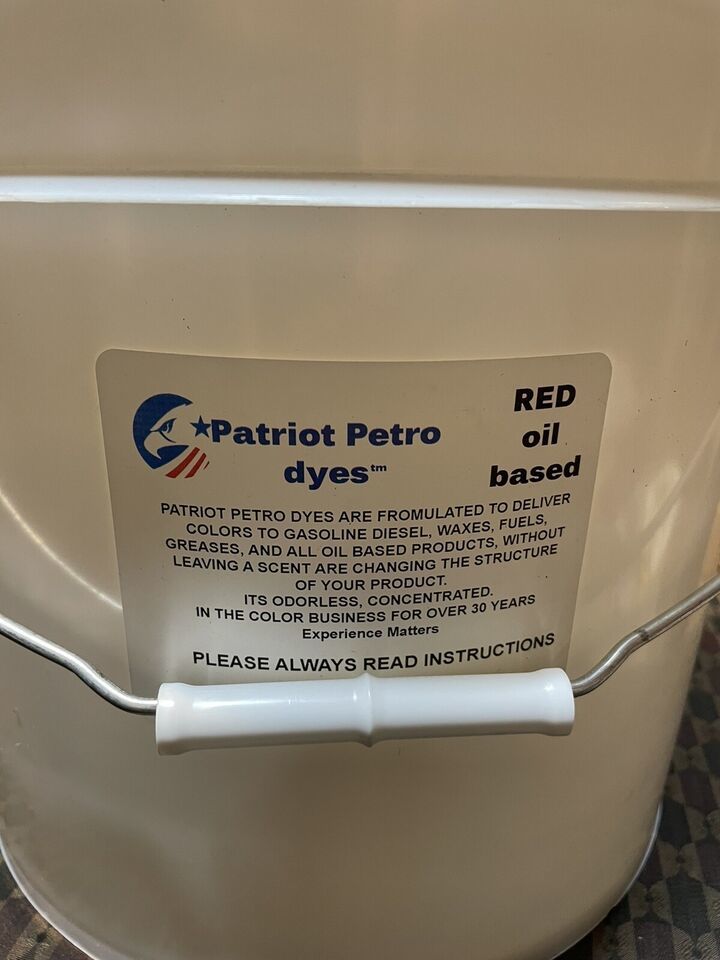 Patriot Petro
dyes™
RED
oil
based
PATRIOT PETRO DYES ARE FROMULATED TO DELIVER
COLORS TO GASOLINE DIESEL, WAXES, FUELS,
GREASES, AND ALL OIL BASED PRODUCTS, WITHOUT
LEAVING A SCENT ARE CHANGING THE STRUCTURE
OF YOUR PRODUCT.
ITS ODORLESS, CONCENTRATED.
IN THE COLOR BUSINESS FOR OVER 30 YEARS
Experience Matters
PLEASE ALWAYS READ INSTRUCTIONS